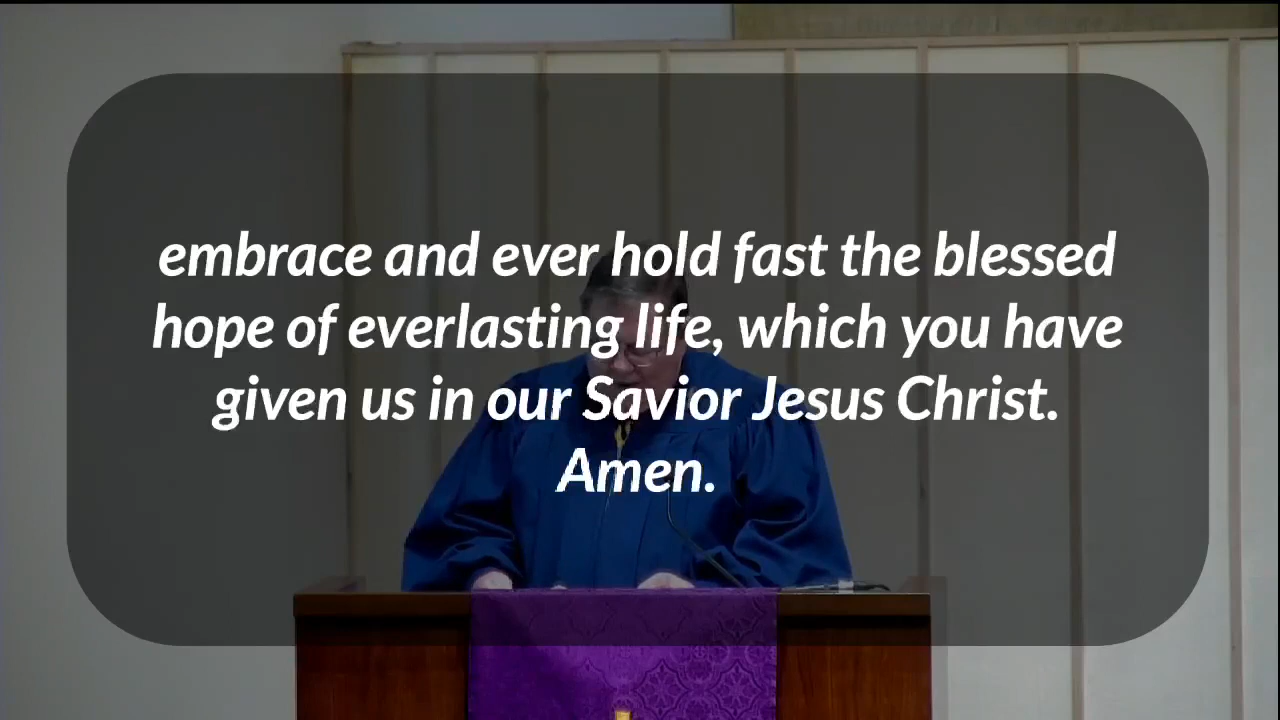 embrace and ever hold fast the blessed
hope of everlasting life, which you have
given us in our Savior Jesus Christ.
Amen.